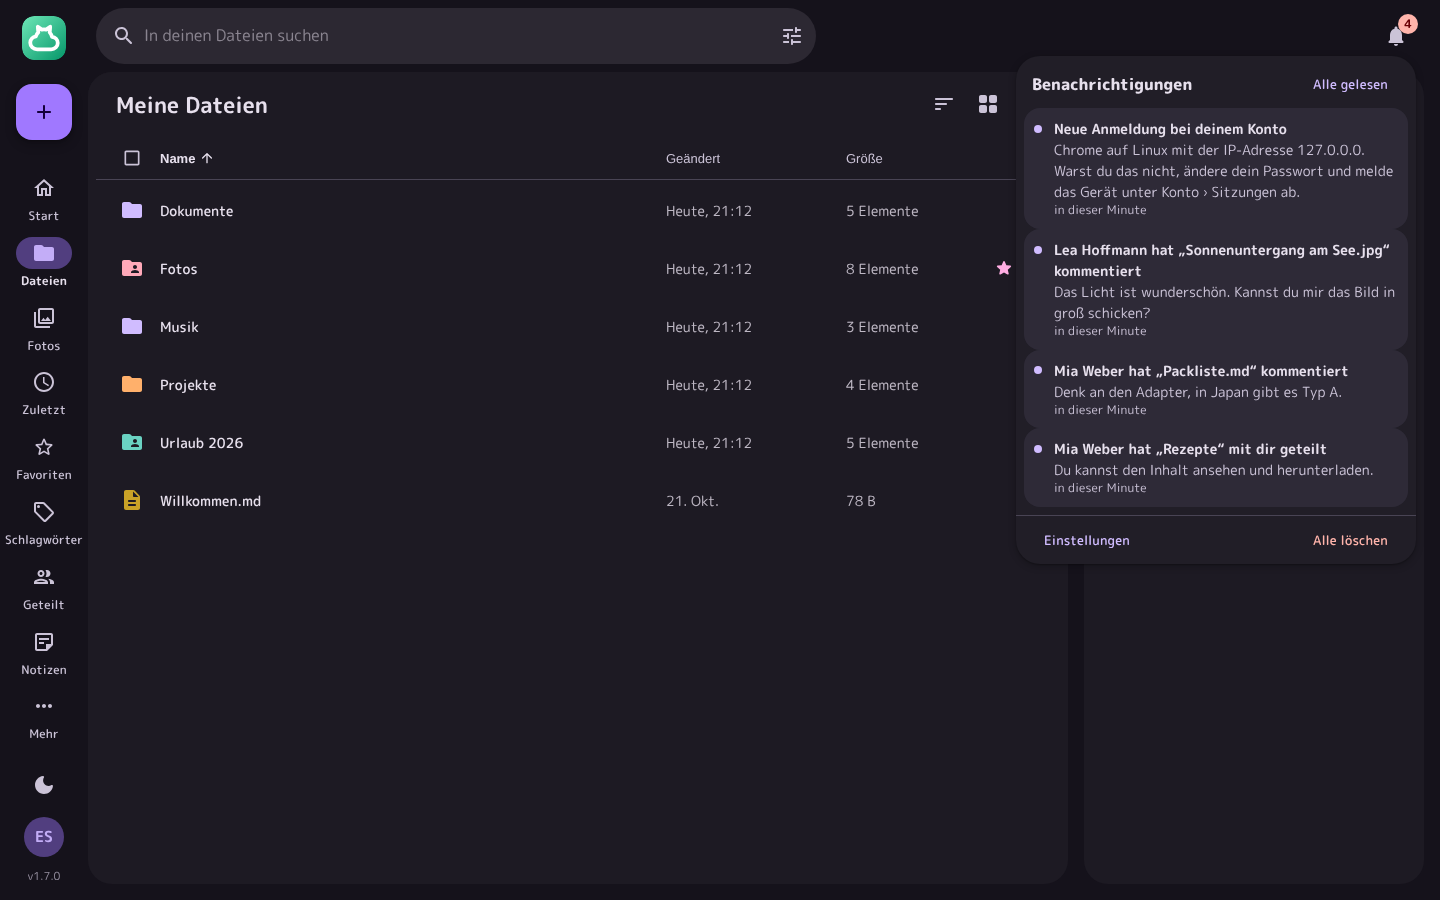 In deinen Dateien suchen
4
Start
Dateien
Fotos
Zuletzt
Favoriten
Schlagwörter
Geteilt
Notizen
Mehr
ES
v1.7.0
Meine Dateien
Name Geändert Größe
Dokumente Heute, 21:12 5 Elemente
Fotos Heute, 21:12 8 Elemente
Musik Heute, 21:12 3 Elemente
Projekte Heute, 21:12 4 Elemente
Urlaub 2026 Heute, 21:12 5 Elemente
Willkommen.md 21. Okt. 78 B
Benachrichtigungen Alle gelesen
Neue Anmeldung bei deinem Konto
Chrome auf Linux mit der IP-Adresse 127.0.0.0.
Warst du das nicht, ändere dein Passwort und melde
das Gerät unter Konto › Sitzungen ab.
in dieser Minute
Lea Hoffmann hat „Sonnenuntergang am See.jpg“
kommentiert
Das Licht ist wunderschön. Kannst du mir das Bild in
groß schicken?
in dieser Minute
Mia Weber hat „Packliste.md“ kommentiert
Denk an den Adapter, in Japan gibt es Typ A.
in dieser Minute
Mia Weber hat „Rezepte“ mit dir geteilt
Du kannst den Inhalt ansehen und herunterladen.
in dieser Minute
Einstellungen Alle löschen